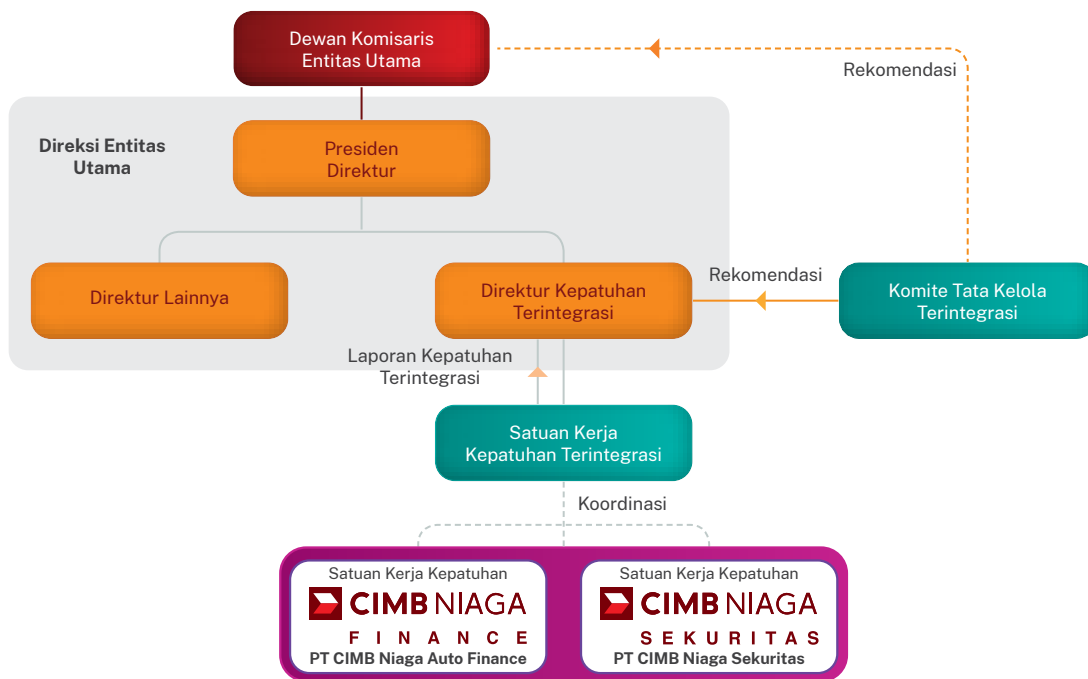 Dewan Komisaris
Entitas Utama
Rekomendasi
Direksi Entitas
Utama
Presiden
Direktur
Direktur Lainnya
Direktur Kepatuhan
Terintegrasi
Rekomendasi
Komite Tata Kelola
Terintegrasi
Laporan Kepatuhan
Terintegrasi
Satuan Kerja
Kepatuhan Terintegrasi
Koordinasi
Satuan Kerja Kepatuhan
CIMB NIAGA
FINANCE
PT CIMB Niaga Auto Finance
Satuan Kerja Kepatuhan
CIMB NIAGA
SEKURITAS
PT CIMB Niaga Sekuritas